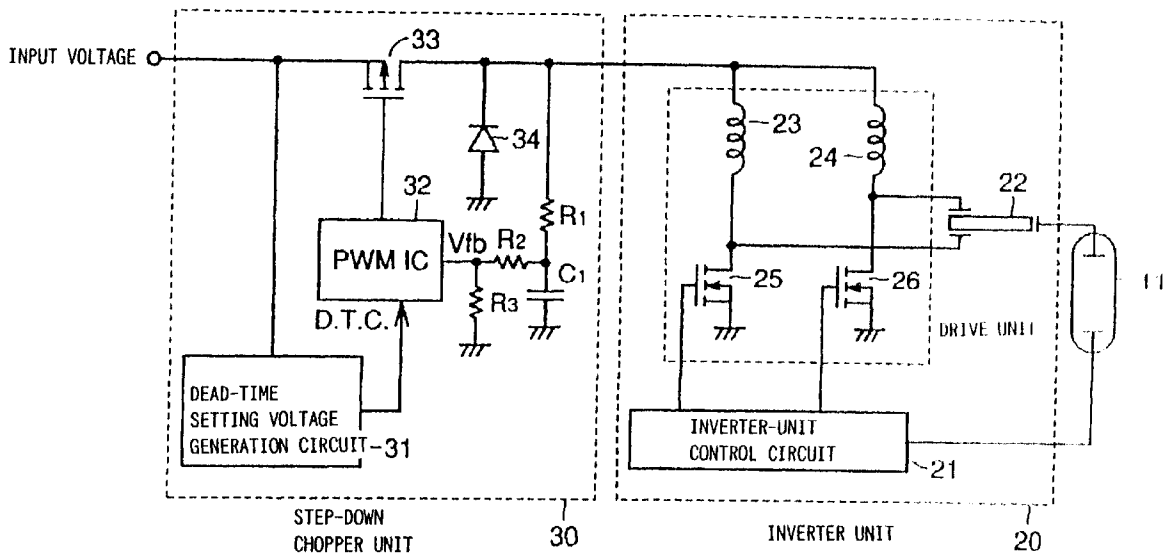 INPUT VOLTAGE
33
34
32
PWM IC
Vfb
R2
R1
C1
R3
D.T.C.
DEAD-TIME
SETTING VOLTAGE
GENERATION CIRCUIT
31
STEP-DOWN
CHOPPER UNIT
30
23
24
22
25
26
11
DRIVE UNIT
INVERTER-UNIT
CONTROL CIRCUIT
21
INVERTER UNIT
20